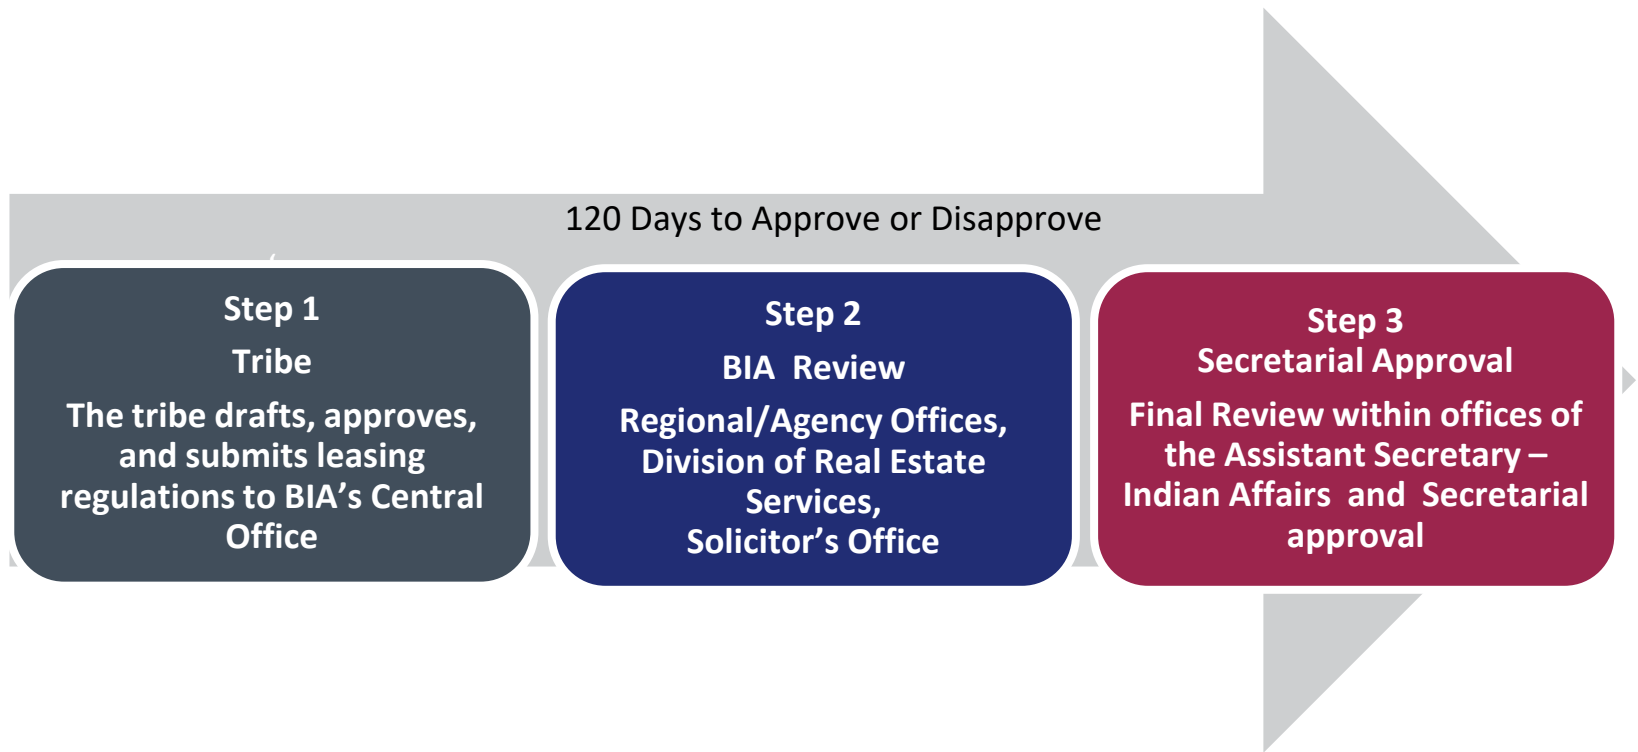 120 Days to Approve or Disapprove
Step 1
Tribe
The tribe drafts, approves,
and submits leasing
regulations to BIA’s Central
Office
Step 2
BIA  Review
Regional/Agency Offices,
Division of Real Estate
Services,
Solicitor’s Office
Step 3
Secretarial Approval
Final Review within offices of
the Assistant Secretary –
Indian Affairs  and  Secretarial
approval